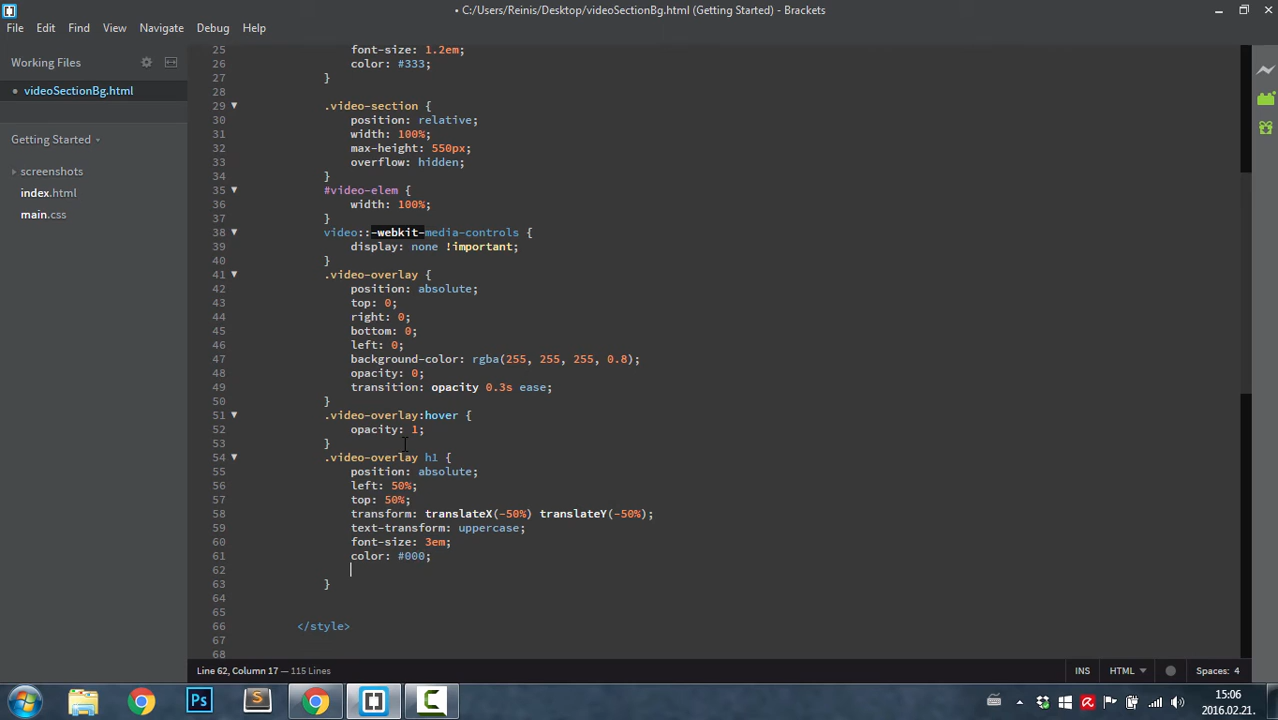 • C:/Users/Reinis/Desktop/videoSectionBg.html (Getting Started) - Brackets
File Edit Find View Navigate Debug Help
Working Files
• videoSectionBg.html
Getting Started
screenshots
index.html
main.css
25 font-size: 1.2em;
26 color: #333;
27 }
28
29 .video-section {
30 position: relative;
31 width: 100%;
32 max-height: 550px;
33 overflow: hidden;
34 }
35 #video-elem {
36 width: 100%;
37 }
38 video::-webkit-media-controls {
39 display: none !important;
40 }
41 .video-overlay {
42 position: absolute;
43 top: 0;
44 right: 0;
45 bottom: 0;
46 left: 0;
47 background-color: rgba(255, 255, 255, 0.8);
48 opacity: 0;
49 transition: opacity 0.3s ease;
50 }
51 .video-overlay:hover {
52 opacity: 1;
53 }
54 .video-overlay h1 {
55 position: absolute;
56 left: 50%;
57 top: 50%;
58 transform: translateX(-50%) translateY(-50%);
59 text-transform: uppercase;
60 font-size: 3em;
61 color: #000;
62
63 }
64
65
66 </style>
67
68
Line 62, Column 17 — 115 Lines
INS HTML Spaces: 4
Ps S C
15:06
2016.02.21.